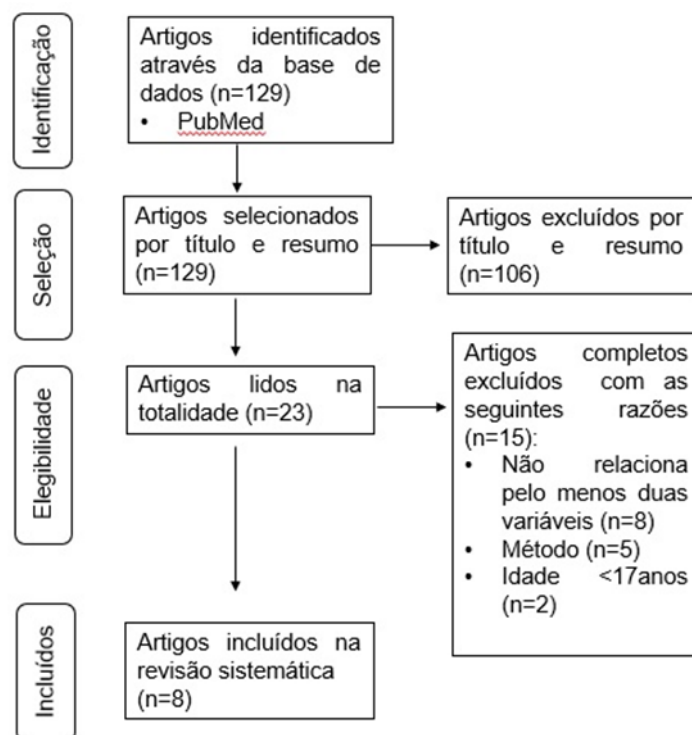 Identificação
Artigos identificados
através da base de
dados (n=129)
• PubMed
Seleção
Artigos selecionados
por título e resumo
(n=129)
Artigos excluídos por
título e resumo
(n=106)
Elegibilidade
Artigos lidos na
totalidade (n=23)
Artigos completos
excluídos com as
seguintes razões
(n=15):
• Não relaciona
pelo menos duas
variáveis (n=8)
• Método (n=5)
• Idade <17anos
(n=2)
Incluídos
Artigos incluídos na
revisão sistemática
(n=8)